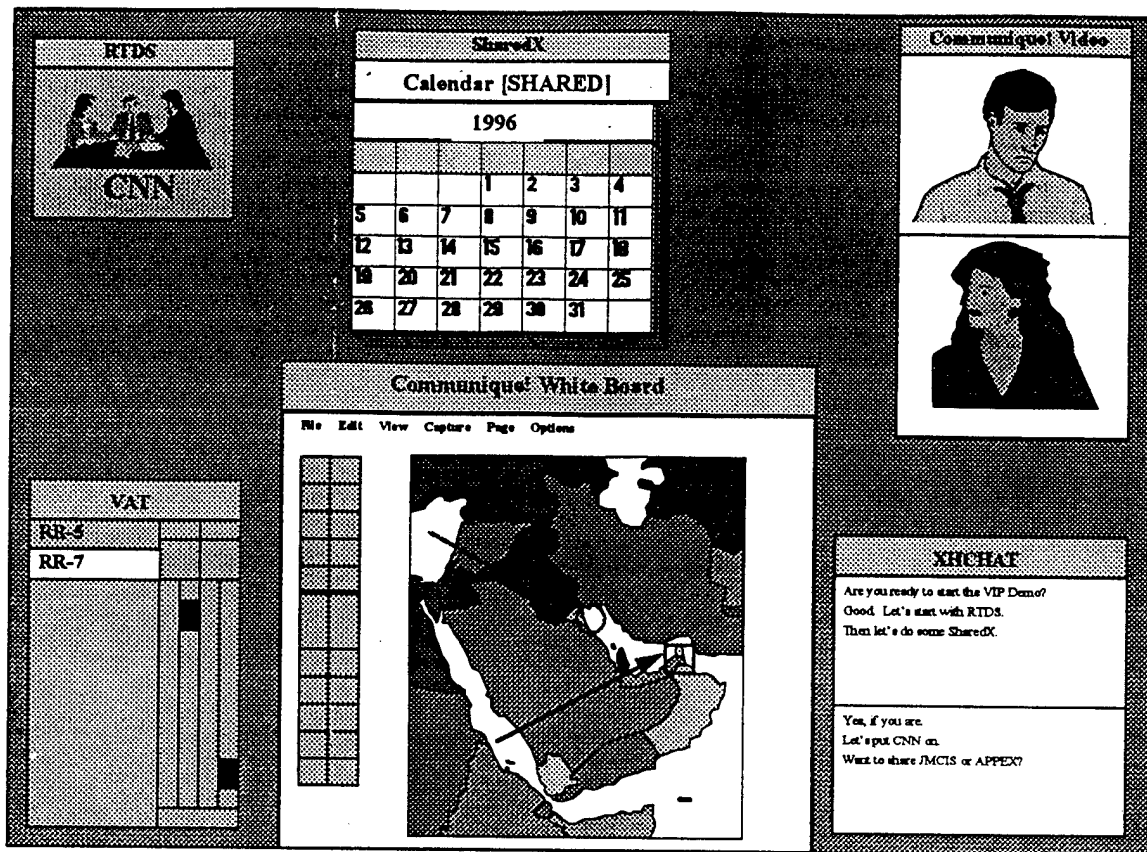 RTDS
CNN
SharedX
Calendar [SHARED]
1996
1 2 3 4
5 6 7 8 9 10 11
12 13 14 15 16 17 18
19 20 21 22 23 24 25
26 27 28 29 30 31
Communique! Video
Communique! White Board
File Edit View Capture Page Options
VAT
RR-5
RR-7
XHCHAT
Are you ready to start the VIP Demo?
Good. Let's start with RTDS.
Then let's do some SharedX.
Yes, if you are.
Let's put CNN on.
Want to share JMCIS or APPEX?